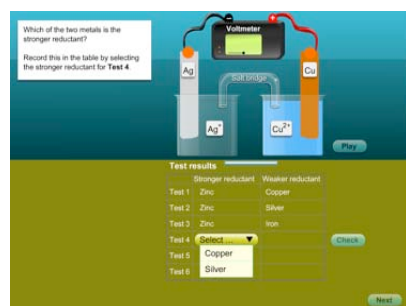 Which of the two metals is the
stronger reductant?
Record this in the table by selecting
the stronger reductant for Test 4.
Voltmeter
Ag
Salt bridge
Cu
Ag+
Cu2+
Play
Test results
Stronger reductant Weaker reductant
Test 1 Zinc Copper
Test 2 Zinc Silver
Test 3 Zinc Iron
Test 4 Select ... Check
Test 5 Copper
Test 6 Silver
Next